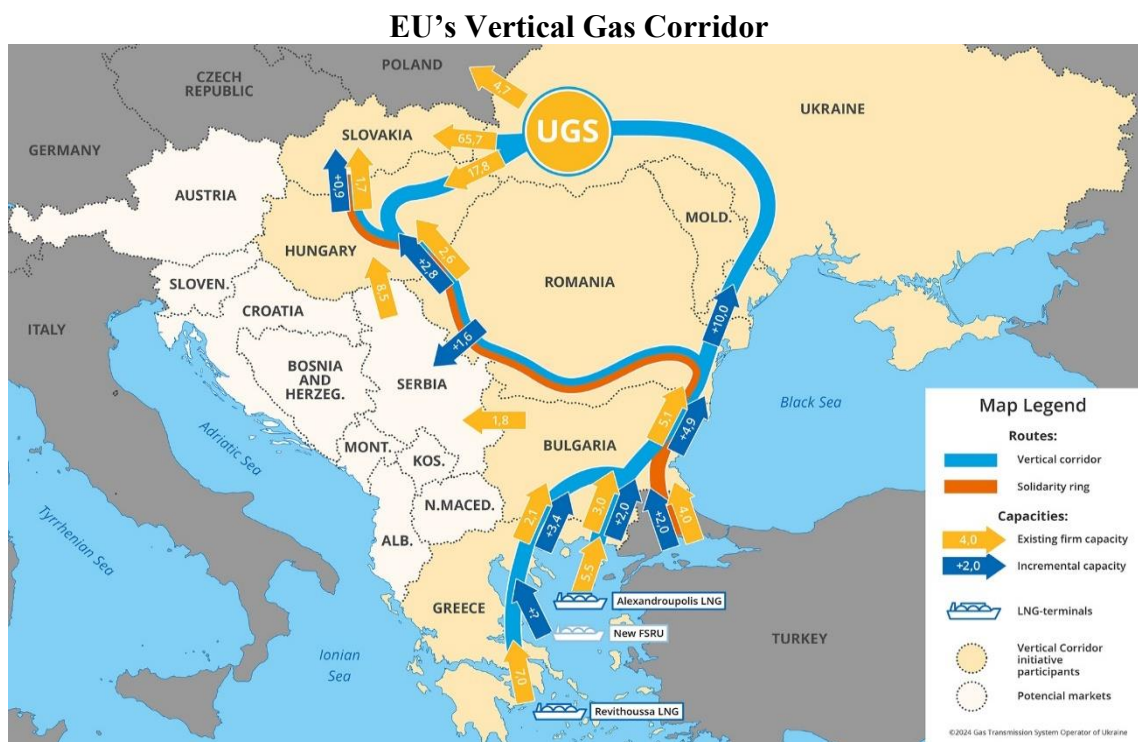 EU's Vertical Gas Corridor
POLAND
CZECH
REPUBLIC
4,7
UKRAINE
UGS
GERMANY
SLOVAKIA
65,7
17,8
+0,9
1,7
AUSTRIA
MOLD.
HUNGARY
2,6
+2,8
8,5
ROMANIA
SLOVEN.
CROATIA
ITALY
+10,0
+1,6
BOSNIA
AND
HERZEG.
SERBIA
Black Sea
1,8
5,1
+4,9
BULGARIA
Adriatic Sea
MONT.
KOS.
N.MACED.
ALB.
2,1
+3,4
3,0
+2,0
+2,0
4,0
Tyrrhenian Sea
5,5
GREECE
Alexandroupolis LNG
+?
New FSRU
TURKEY
Ionian
Sea
7,0
Revithoussa LNG
Map Legend
Routes:
Vertical corridor
Solidarity ring
Capacities:
4,0 Existing firm capacity
+2,0 Incremental capacity
LNG-terminals
Vertical Corridor
initiative
participants
Potencial markets
©2024 Gas Transmission System Operator of Ukraine